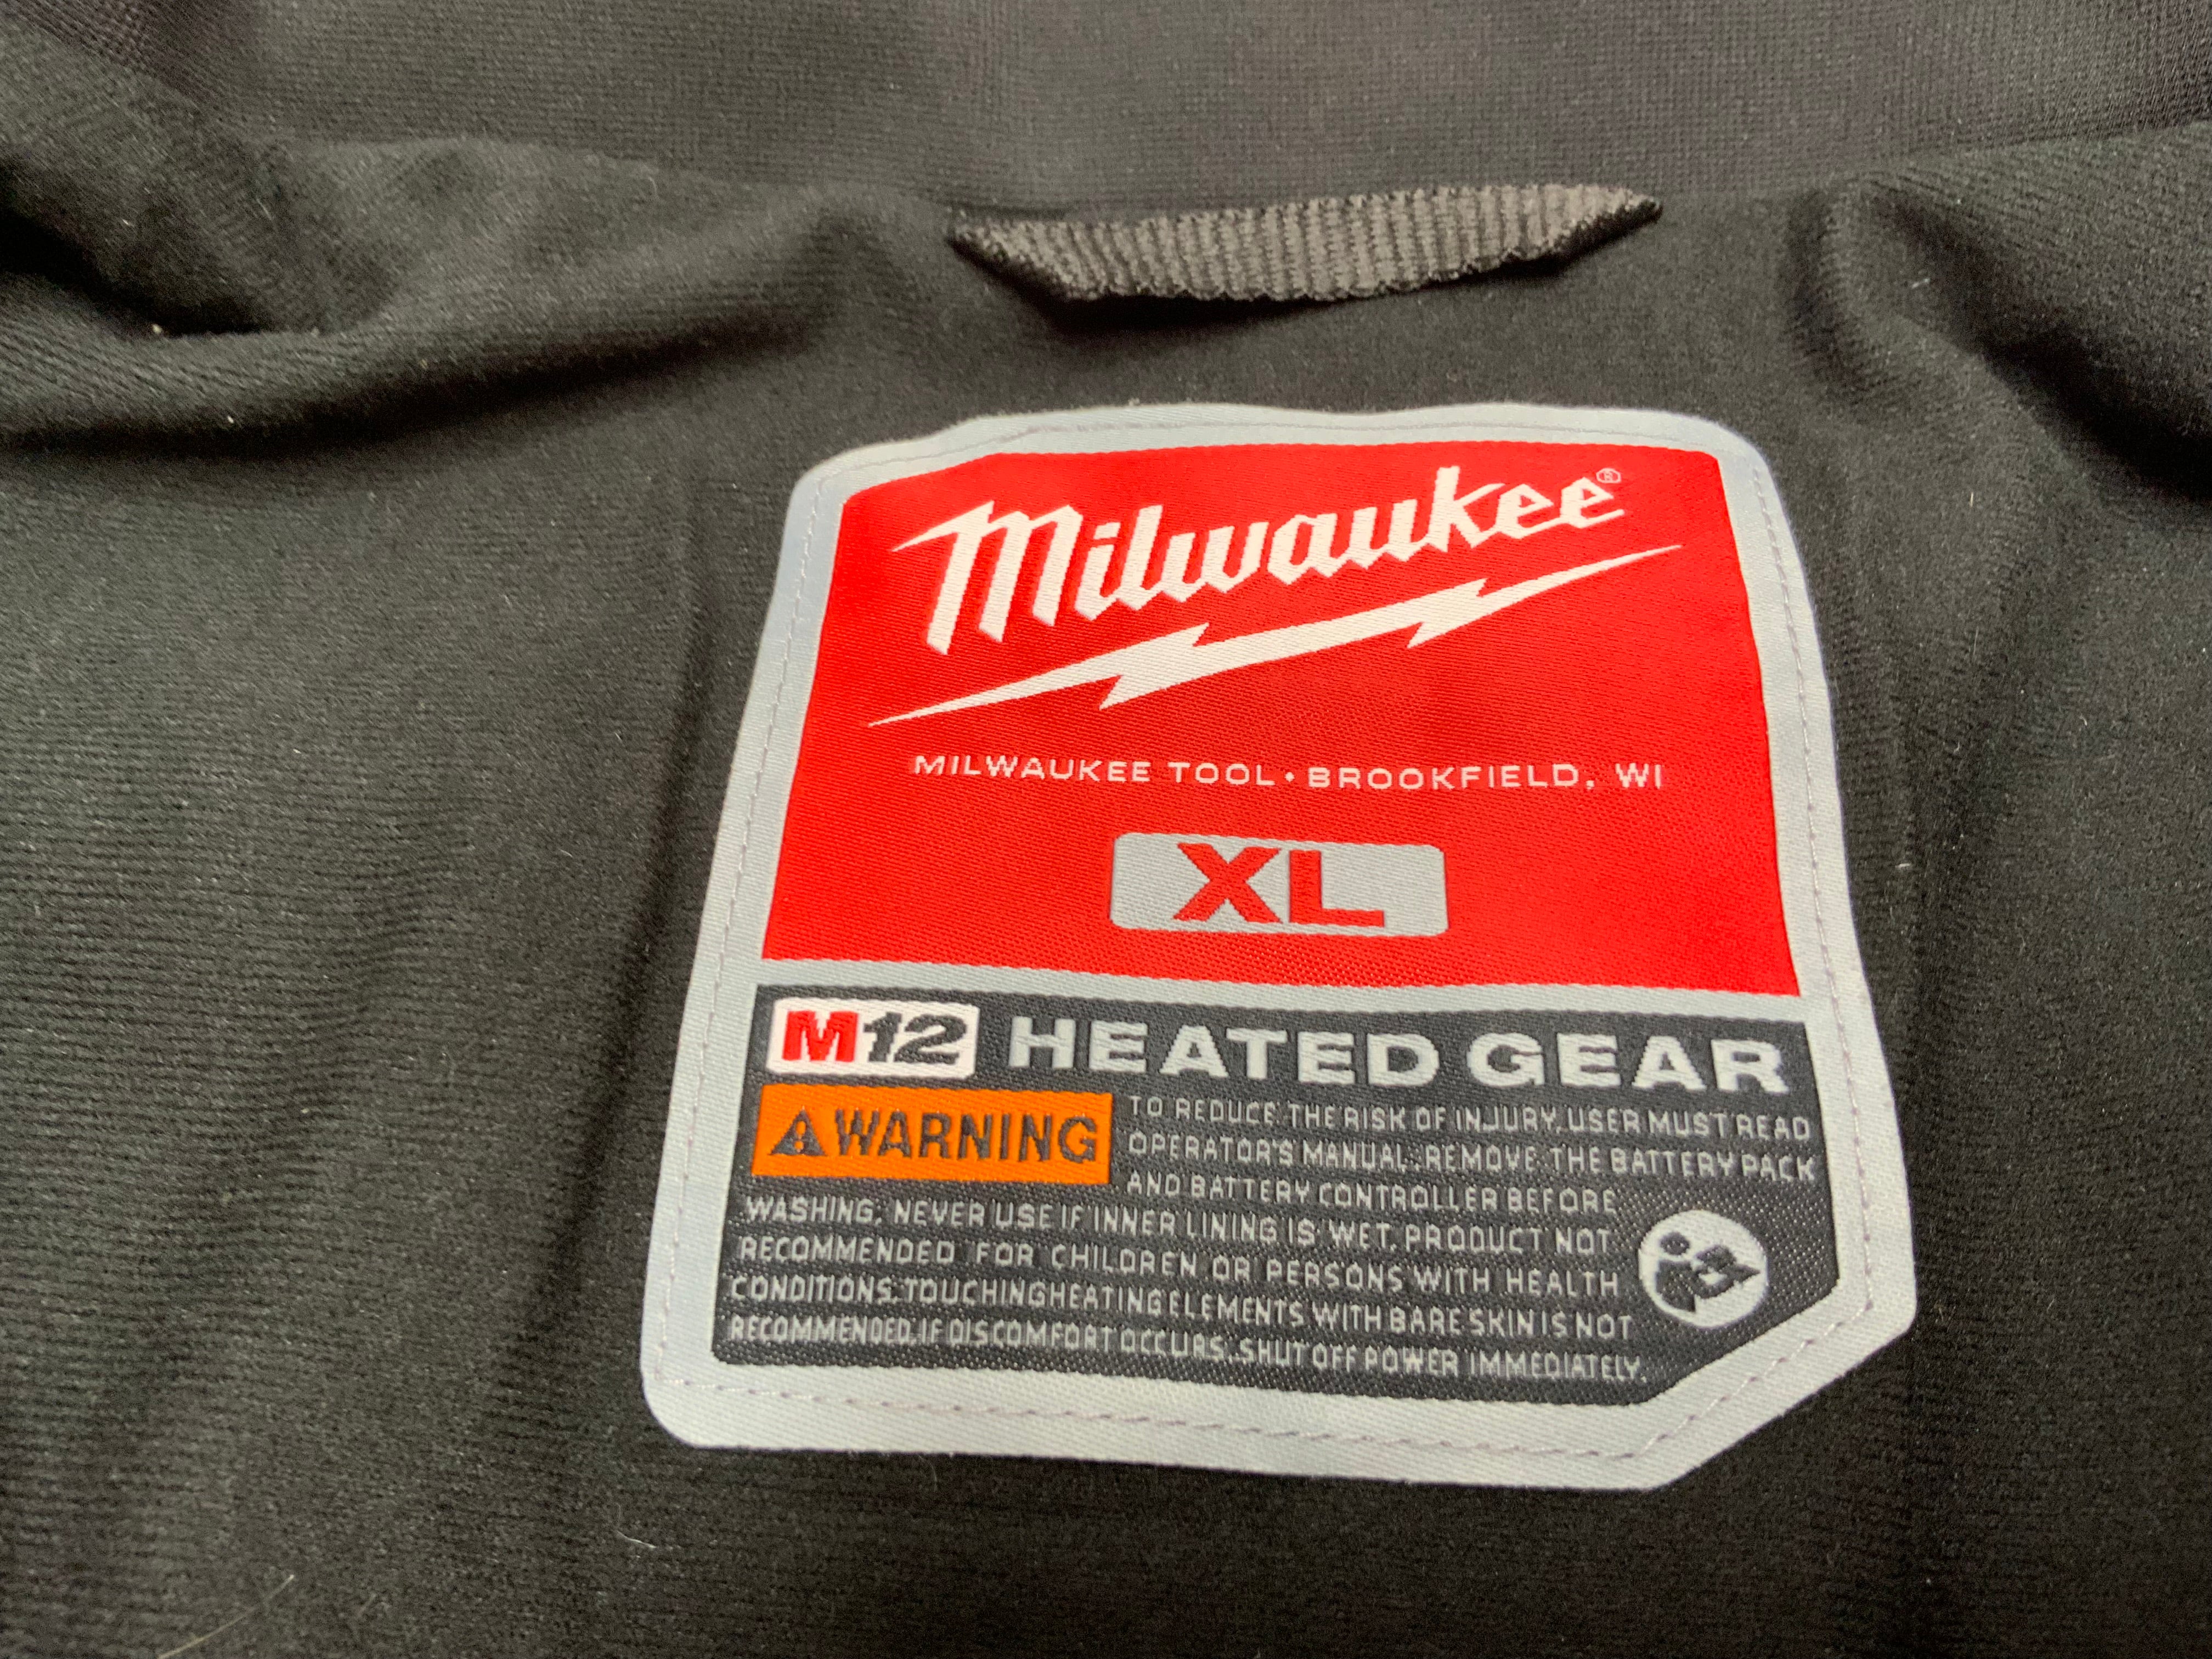 Milwaukee®
MILWAUKEE TOOL • BROOKFIELD, WI
XL
M12 HEATED GEAR
⚠WARNING TO REDUCE THE RISK OF INJURY, USER MUST READ
OPERATOR'S MANUAL. REMOVE THE BATTERY PACK
AND BATTERY CONTROLLER BEFORE
WASHING. NEVER USE IF INNER LINING IS WET. PRODUCT NOT
RECOMMENDED FOR CHILDREN OR PERSONS WITH HEALTH
CONDITIONS. TOUCHING HEATING ELEMENTS WITH BARE SKIN IS NOT
RECOMMENDED. IF DISCOMFORT OCCURS, SHUT OFF POWER IMMEDIATELY.